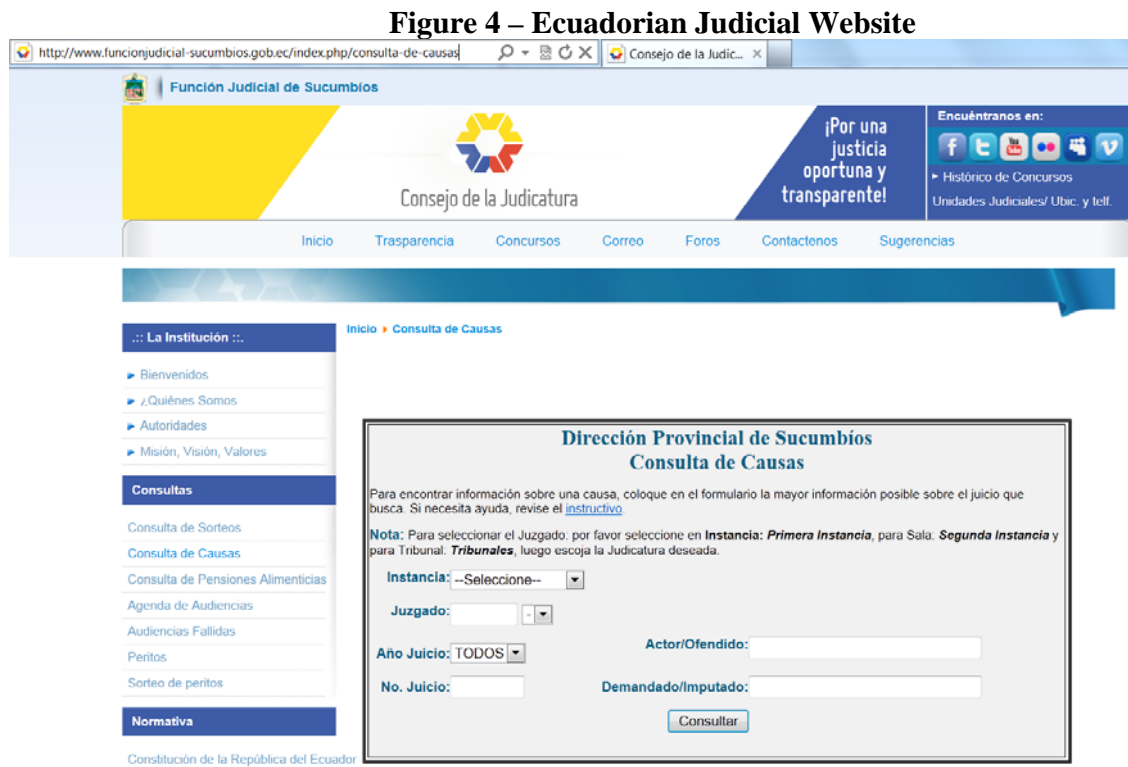 Figure 4 – Ecuadorian Judicial Website
http://www.funcionjudicial-sucumbios.gob.ec/index.php/consulta-de-causas
Consejo de la Judic...
Función Judicial de Sucumbíos
Consejo de la Judicatura
¡Por una
justicia
oportuna y
transparente!
Encuéntranos en:
Histórico de Concursos
Unidades Judiciales/ Ubic. y telf.
Inicio Trasparencia Concursos Correo Foros Contactenos Sugerencias
.:: La Institución ::.
Bienvenidos
¿Quiénes Somos
Autoridades
Misión, Visión, Valores
Consultas
Consulta de Sorteos
Consulta de Causas
Consulta de Pensiones Alimenticias
Agenda de Audiencias
Audiencias Fallidas
Peritos
Sorteo de peritos
Normativa
Constitución de la República del Ecuador
Inicio Consulta de Causas
Dirección Provincial de Sucumbíos
Consulta de Causas
Para encontrar información sobre una causa, coloque en el formulario la mayor información posible sobre el juicio que
busca. Si necesita ayuda, revise el instructivo.
Nota: Para seleccionar el Juzgado: por favor seleccione en Instancia: Primera Instancia, para Sala: Segunda Instancia y
para Tribunal: Tribunales, luego escoja la Judicatura deseada.
Instancia: --Seleccione--
Juzgado: -
Año Juicio: TODOS Actor/Ofendido:
No. Juicio: Demandado/Imputado:
Consultar